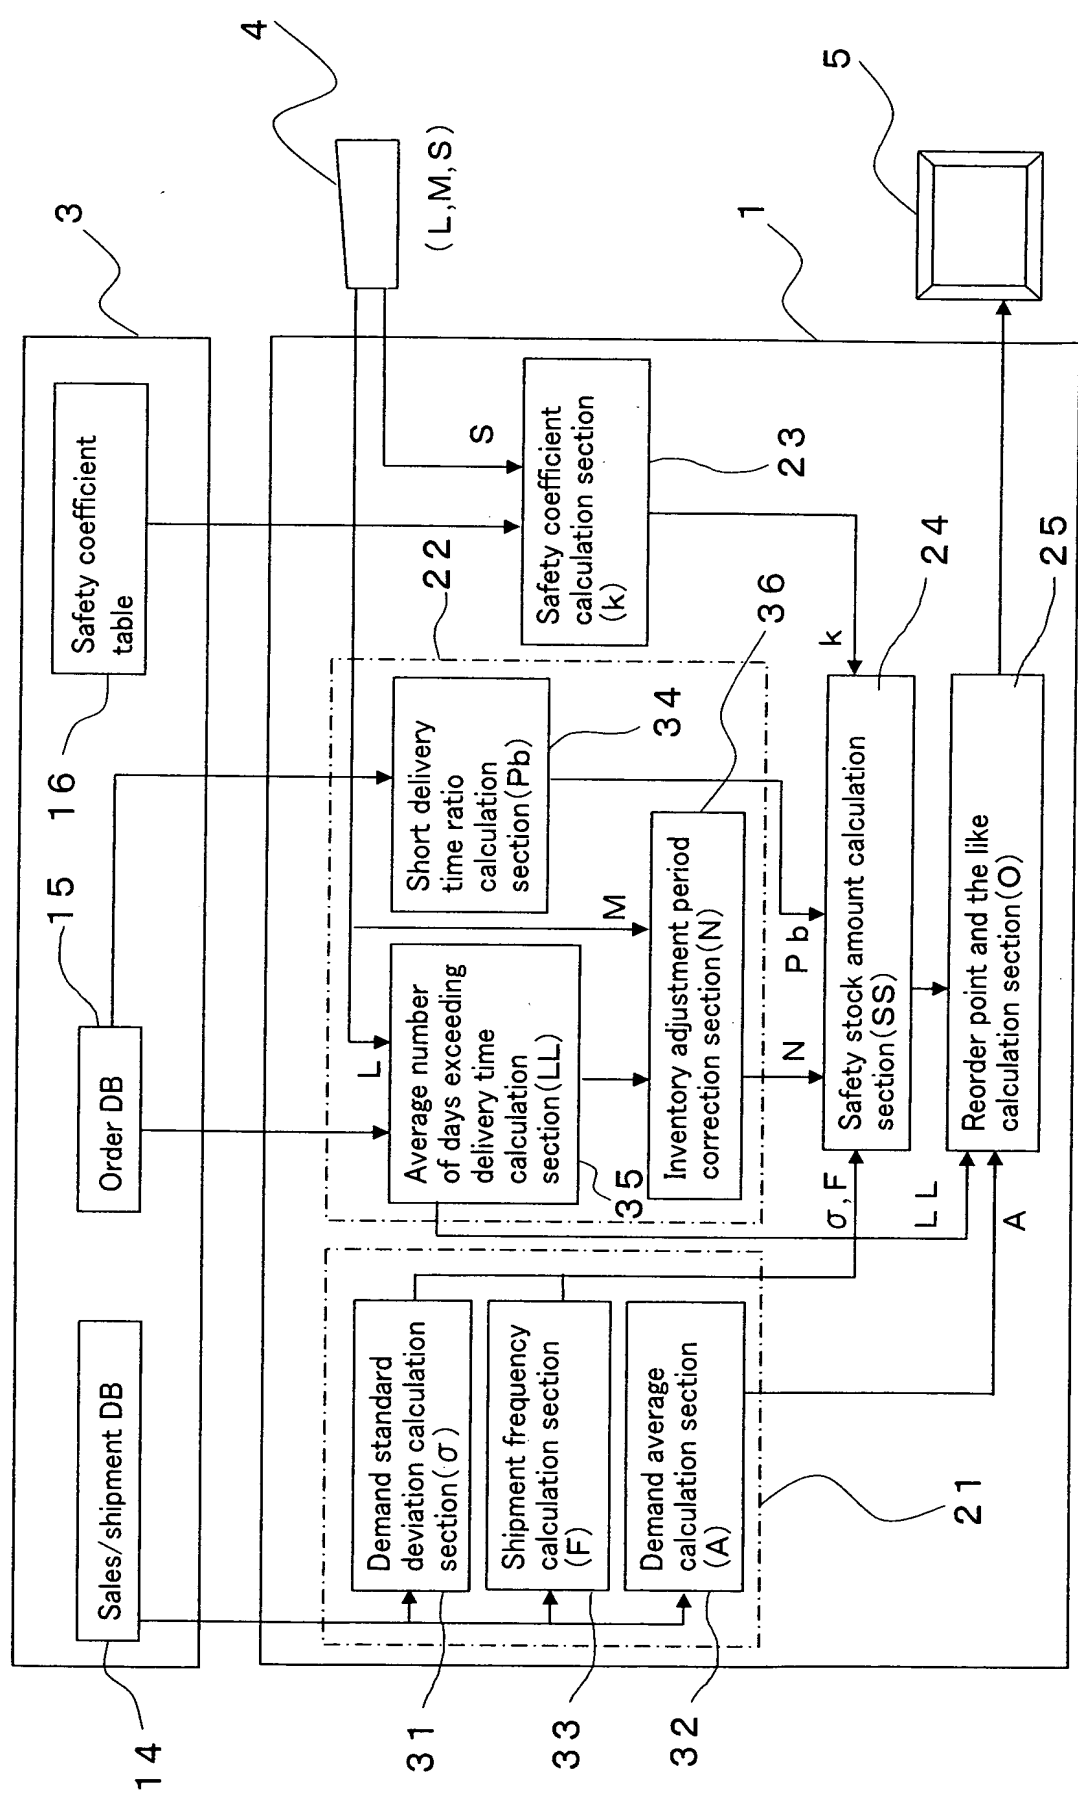 3
Sales/shipment DB
14
Order DB
15
Safety coefficient
table
16
4
(L,M,S)
1
5
Demand standard
deviation calculation
section(σ)
31
Shipment frequency
calculation section
(F)
33
Demand average
calculation section
(A)
32
21
22
L
Average number
of days exceeding
delivery time
calculation
section(LL)
35
Short delivery
time ratio
calculation
section(Pb)
34
M
Inventory adjustment period
correction section(N)
36
S
Safety coefficient
calculation section
(k)
23
σ,F
N
Pb
k
Safety stock amount calculation
section(SS)
24
LL
A
Reorder point and the like
calculation section(O)
25